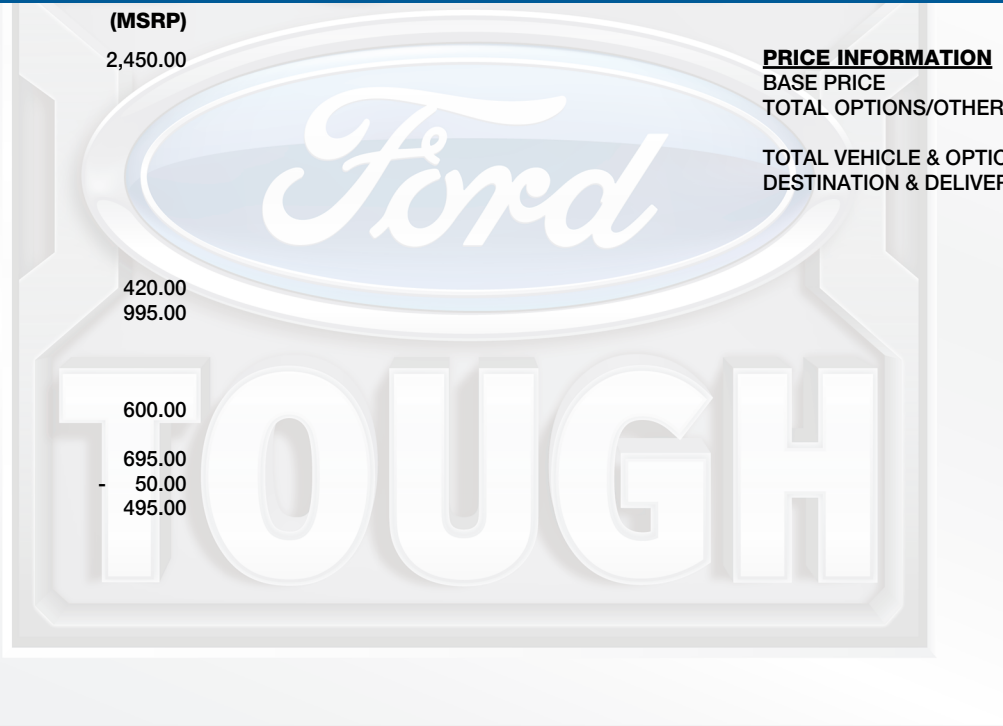 (MSRP)
2,450.00
420.00
995.00
600.00
695.00
- 50.00
495.00
PRICE INFORMATION
BASE PRICE
TOTAL OPTIONS/OTHER
TOTAL VEHICLE & OPTIO
DESTINATION & DELIVER
Ford
TOUGH